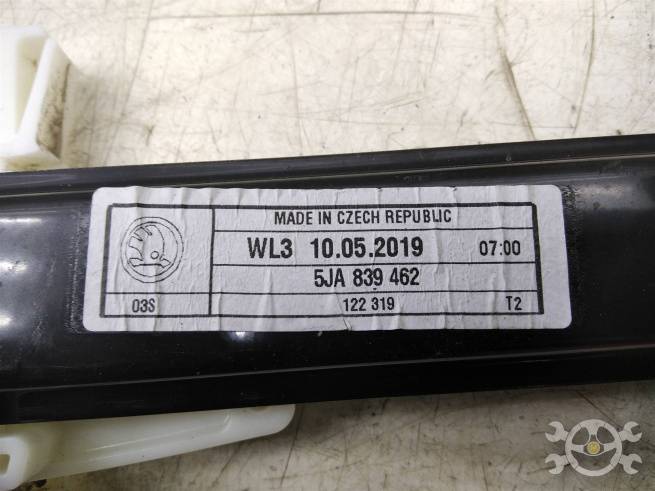 MADE IN CZECH REPUBLIC
WL3 10.05.2019 07:00
5JA 839 462
03S 122 319 T2